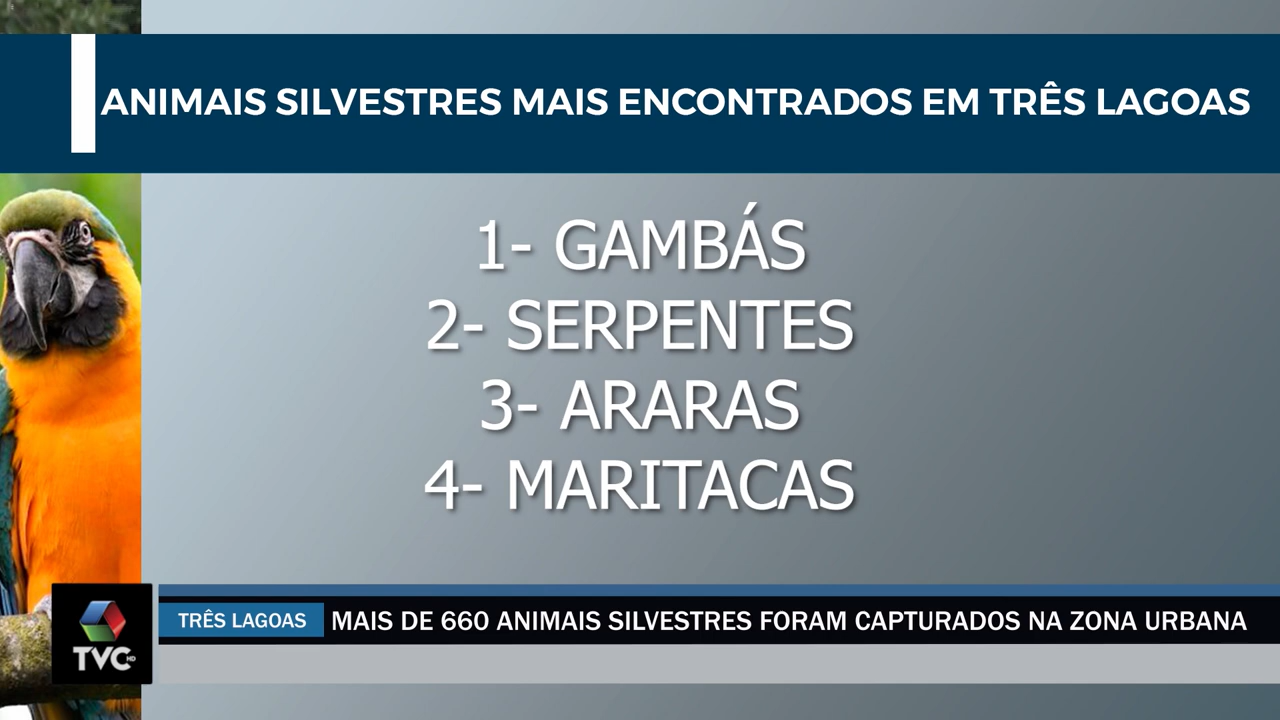 ANIMAIS SILVESTRES MAIS ENCONTRADOS EM TRÊS LAGOAS
1- GAMBÁS
2- SERPENTES
3- ARARAS
4- MARITACAS
TRÊS LAGOAS MAIS DE 660 ANIMAIS SILVESTRES FORAM CAPTURADOS NA ZONA URBANA
TVC HD